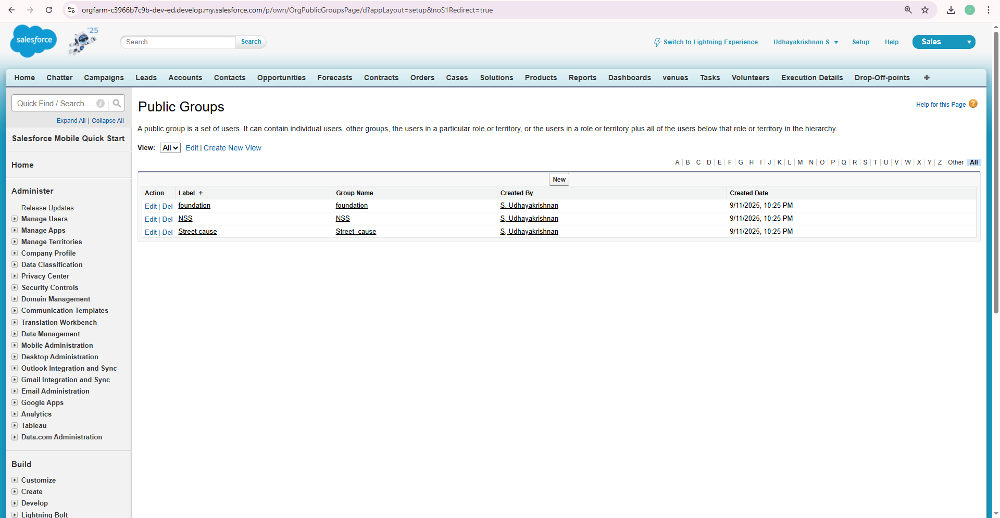 orgfarm-c3966b7c9b-dev-ed.develop.my.salesforce.com/p/own/OrgPublicGroupsPage/d?appLayout=setup&noS1Redirect=true
salesforce
'25
Search...
Search
Switch to Lightning Experience
Udhayakrishnan S
Setup
Help
Sales
Home Chatter Campaigns Leads Accounts Contacts Opportunities Forecasts Contracts Orders Cases Solutions Products Reports Dashboards venues Tasks Volunteers Execution Details Drop-Off-points +
Quick Find / Search...
Expand All | Collapse All
Salesforce Mobile Quick Start
Home
Administer
Release Updates
Manage Users
Manage Apps
Manage Territories
Company Profile
Data Classification
Privacy Center
Security Controls
Domain Management
Communication Templates
Translation Workbench
Data Management
Mobile Administration
Desktop Administration
Outlook Integration and Sync
Gmail Integration and Sync
Email Administration
Google Apps
Analytics
Tableau
Data.com Administration
Build
Customize
Create
Develop
Lightning Bolt
Public Groups
Help for this Page ?
A public group is a set of users. It can contain individual users, other groups, the users in a particular role or territory, or the users in a role or territory plus all of the users below that role or territory in the hierarchy.
View: All Edit | Create New View
A | B | C | D | E | F | G | H | I | J | K | L | M | N | O | P | Q | R | S | T | U | V | W | X | Y | Z | Other | All
New
Action Label Group Name Created By Created Date
Edit | Del foundation foundation S, Udhayakrishnan 9/11/2025, 10:25 PM
Edit | Del NSS NSS S, Udhayakrishnan 9/11/2025, 10:25 PM
Edit | Del Street cause Street_cause S, Udhayakrishnan 9/11/2025, 10:25 PM